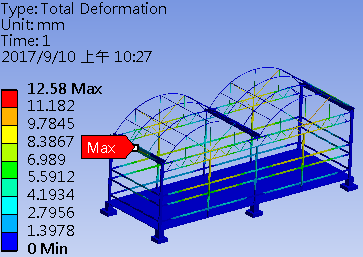 Type: Total Deformation
Unit: mm
Time: 1
2017/9/10 上午 10:27
12.58 Max
11.182
9.7845
8.3867
6.989
5.5912
4.1934
2.7956
1.3978
0 Min
Max